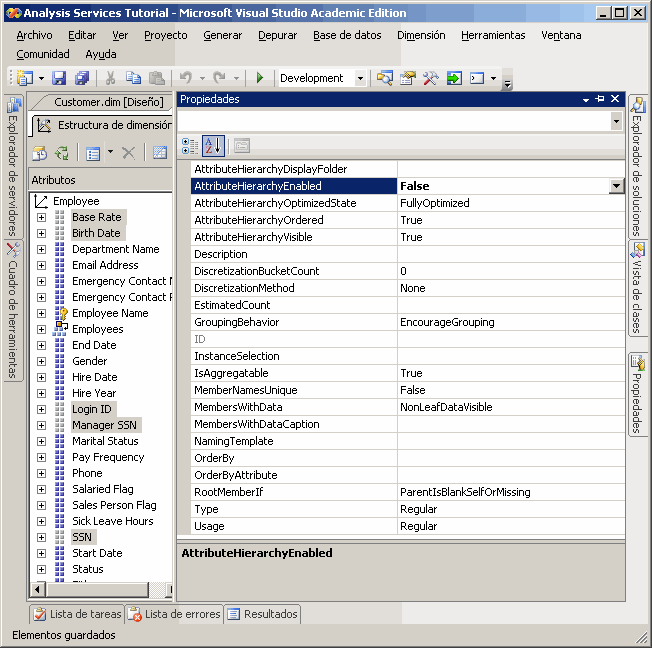 Analysis Services Tutorial - Microsoft Visual Studio Academic Edition
Archivo Editar Ver Proyecto Generar Depurar Base de datos Dimensión Herramientas Ventana
Comunidad Ayuda
Development
Explorador de servidores
Cuadro de herramientas
Customer.dim [Diseño]
Estructura de dimensión
Atributos
Employee
Base Rate
Birth Date
Department Name
Email Address
Emergency Contact N
Emergency Contact P
Employee Name
Employees
End Date
Gender
Hire Date
Hire Year
Login ID
Manager SSN
Marital Status
Pay Frequency
Phone
Salaried Flag
Sales Person Flag
Sick Leave Hours
SSN
Start Date
Status
Propiedades
AttributeHierarchyDisplayFolder
AttributeHierarchyEnabled False
AttributeHierarchyOptimizedState FullyOptimized
AttributeHierarchyOrdered True
AttributeHierarchyVisible True
Description
DiscretizationBucketCount 0
DiscretizationMethod None
EstimatedCount
GroupingBehavior EncourageGrouping
ID
InstanceSelection
IsAggregatable True
MemberNamesUnique False
MembersWithData NonLeafDataVisible
MembersWithDataCaption
NamingTemplate
OrderBy
OrderByAttribute
RootMemberIf ParentIsBlankSelfOrMissing
Type Regular
Usage Regular
AttributeHierarchyEnabled
Explorador de soluciones
Vista de clases
Propiedades
Lista de tareas Lista de errores Resultados
Elementos guardados